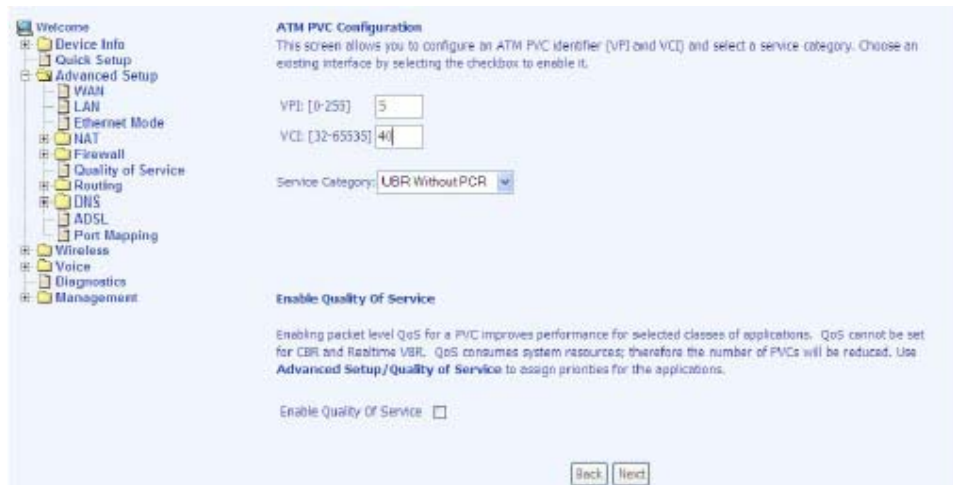 Welcome
Device Info
Quick Setup
Advanced Setup
WAN
LAN
Ethernet Mode
NAT
Firewall
Quality of Service
Routing
DNS
ADSL
Port Mapping
Wireless
Voice
Diagnostics
Management
ATM PVC Configuration
This screen allows you to configure an ATM PVC identifier (VPI and VCI) and select a service category. Choose an
existing interface by selecting the checkbox to enable it.
VPI: [0-255] 5
VCI: [32-65535] 40
Service Category: UBR Without PCR
Enable Quality Of Service
Enabling packet level QoS for a PVC improves performance for selected classes of applications. QoS cannot be set
for CBR and Realtime VBR. QoS consumes system resources; therefore the number of PVCs will be reduced. Use
Advanced Setup/Quality of Service to assign priorities for the applications.
Enable Quality Of Service
Back Next